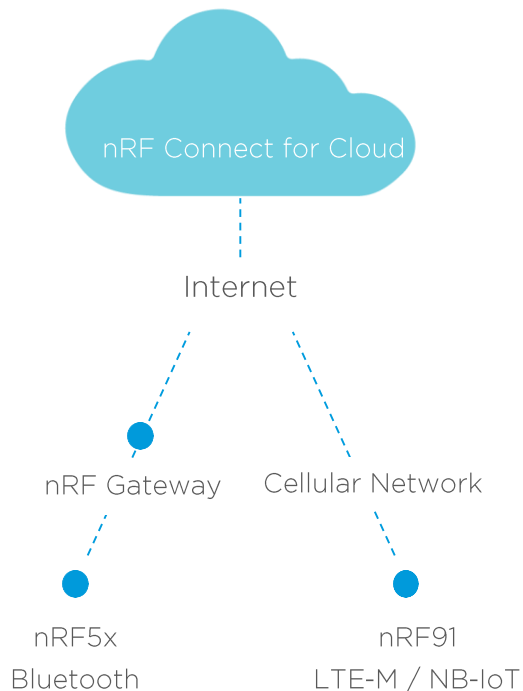 nRF Connect for Cloud
Internet
nRF Gateway
Cellular Network
nRF5x
Bluetooth
nRF91
LTE-M / NB-IoT